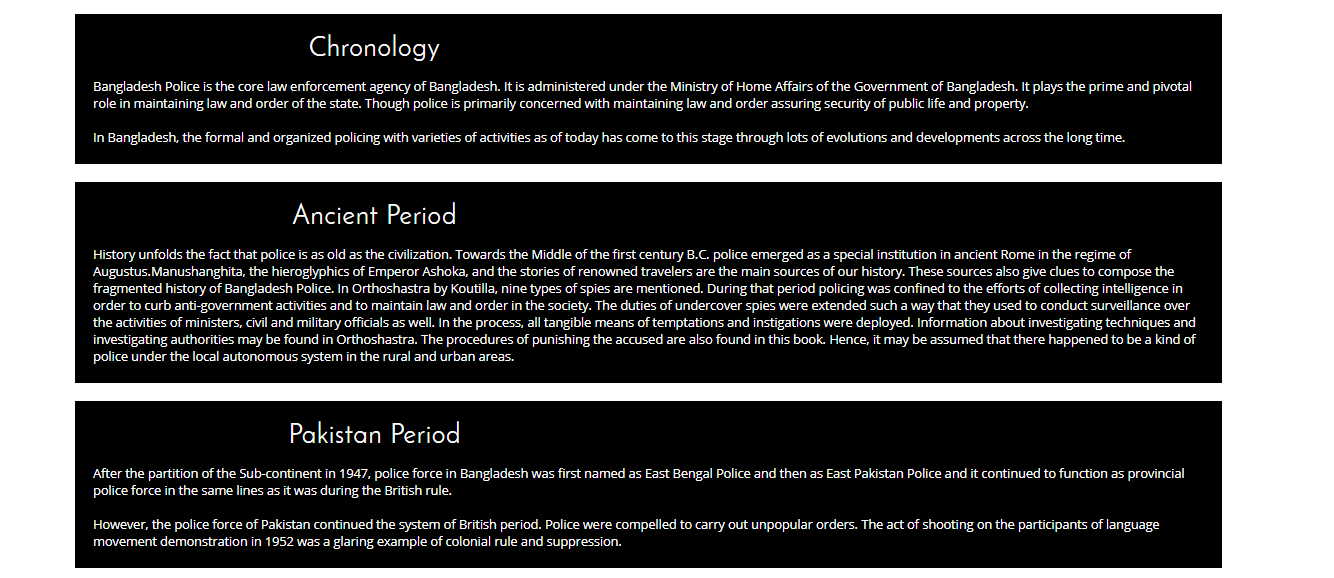 Chronology
Bangladesh Police is the core law enforcement agency of Bangladesh. It is administered under the Ministry of Home Affairs of the Government of Bangladesh. It plays the prime and pivotal
role in maintaining law and order of the state. Though police is primarily concerned with maintaining law and order assuring security of public life and property.
In Bangladesh, the formal and organized policing with varieties of activities as of today has come to this stage through lots of evolutions and developments across the long time.
Ancient Period
History unfolds the fact that police is as old as the civilization. Towards the Middle of the first century B.C. police emerged as a special institution in ancient Rome in the regime of
Augustus.Manushanghita, the hieroglyphics of Emperor Ashoka, and the stories of renowned travelers are the main sources of our history. These sources also give clues to compose the
fragmented history of Bangladesh Police. In Orthoshastra by Koutilla, nine types of spies are mentioned. During that period policing was confined to the efforts of collecting intelligence in
order to curb anti-government activities and to maintain law and order in the society. The duties of undercover spies were extended such a way that they used to conduct surveillance over
the activities of ministers, civil and military officials as well. In the process, all tangible means of temptations and instigations were deployed. Information about investigating techniques and
investigating authorities may be found in Orthoshastra. The procedures of punishing the accused are also found in this book. Hence, it may be assumed that there happened to be a kind of
police under the local autonomous system in the rural and urban areas.
Pakistan Period
After the partition of the Sub-continent in 1947, police force in Bangladesh was first named as East Bengal Police and then as East Pakistan Police and it continued to function as provincial
police force in the same lines as it was during the British rule.
However, the police force of Pakistan continued the system of British period. Police were compelled to carry out unpopular orders. The act of shooting on the participants of language
movement demonstration in 1952 was a glaring example of colonial rule and suppression.